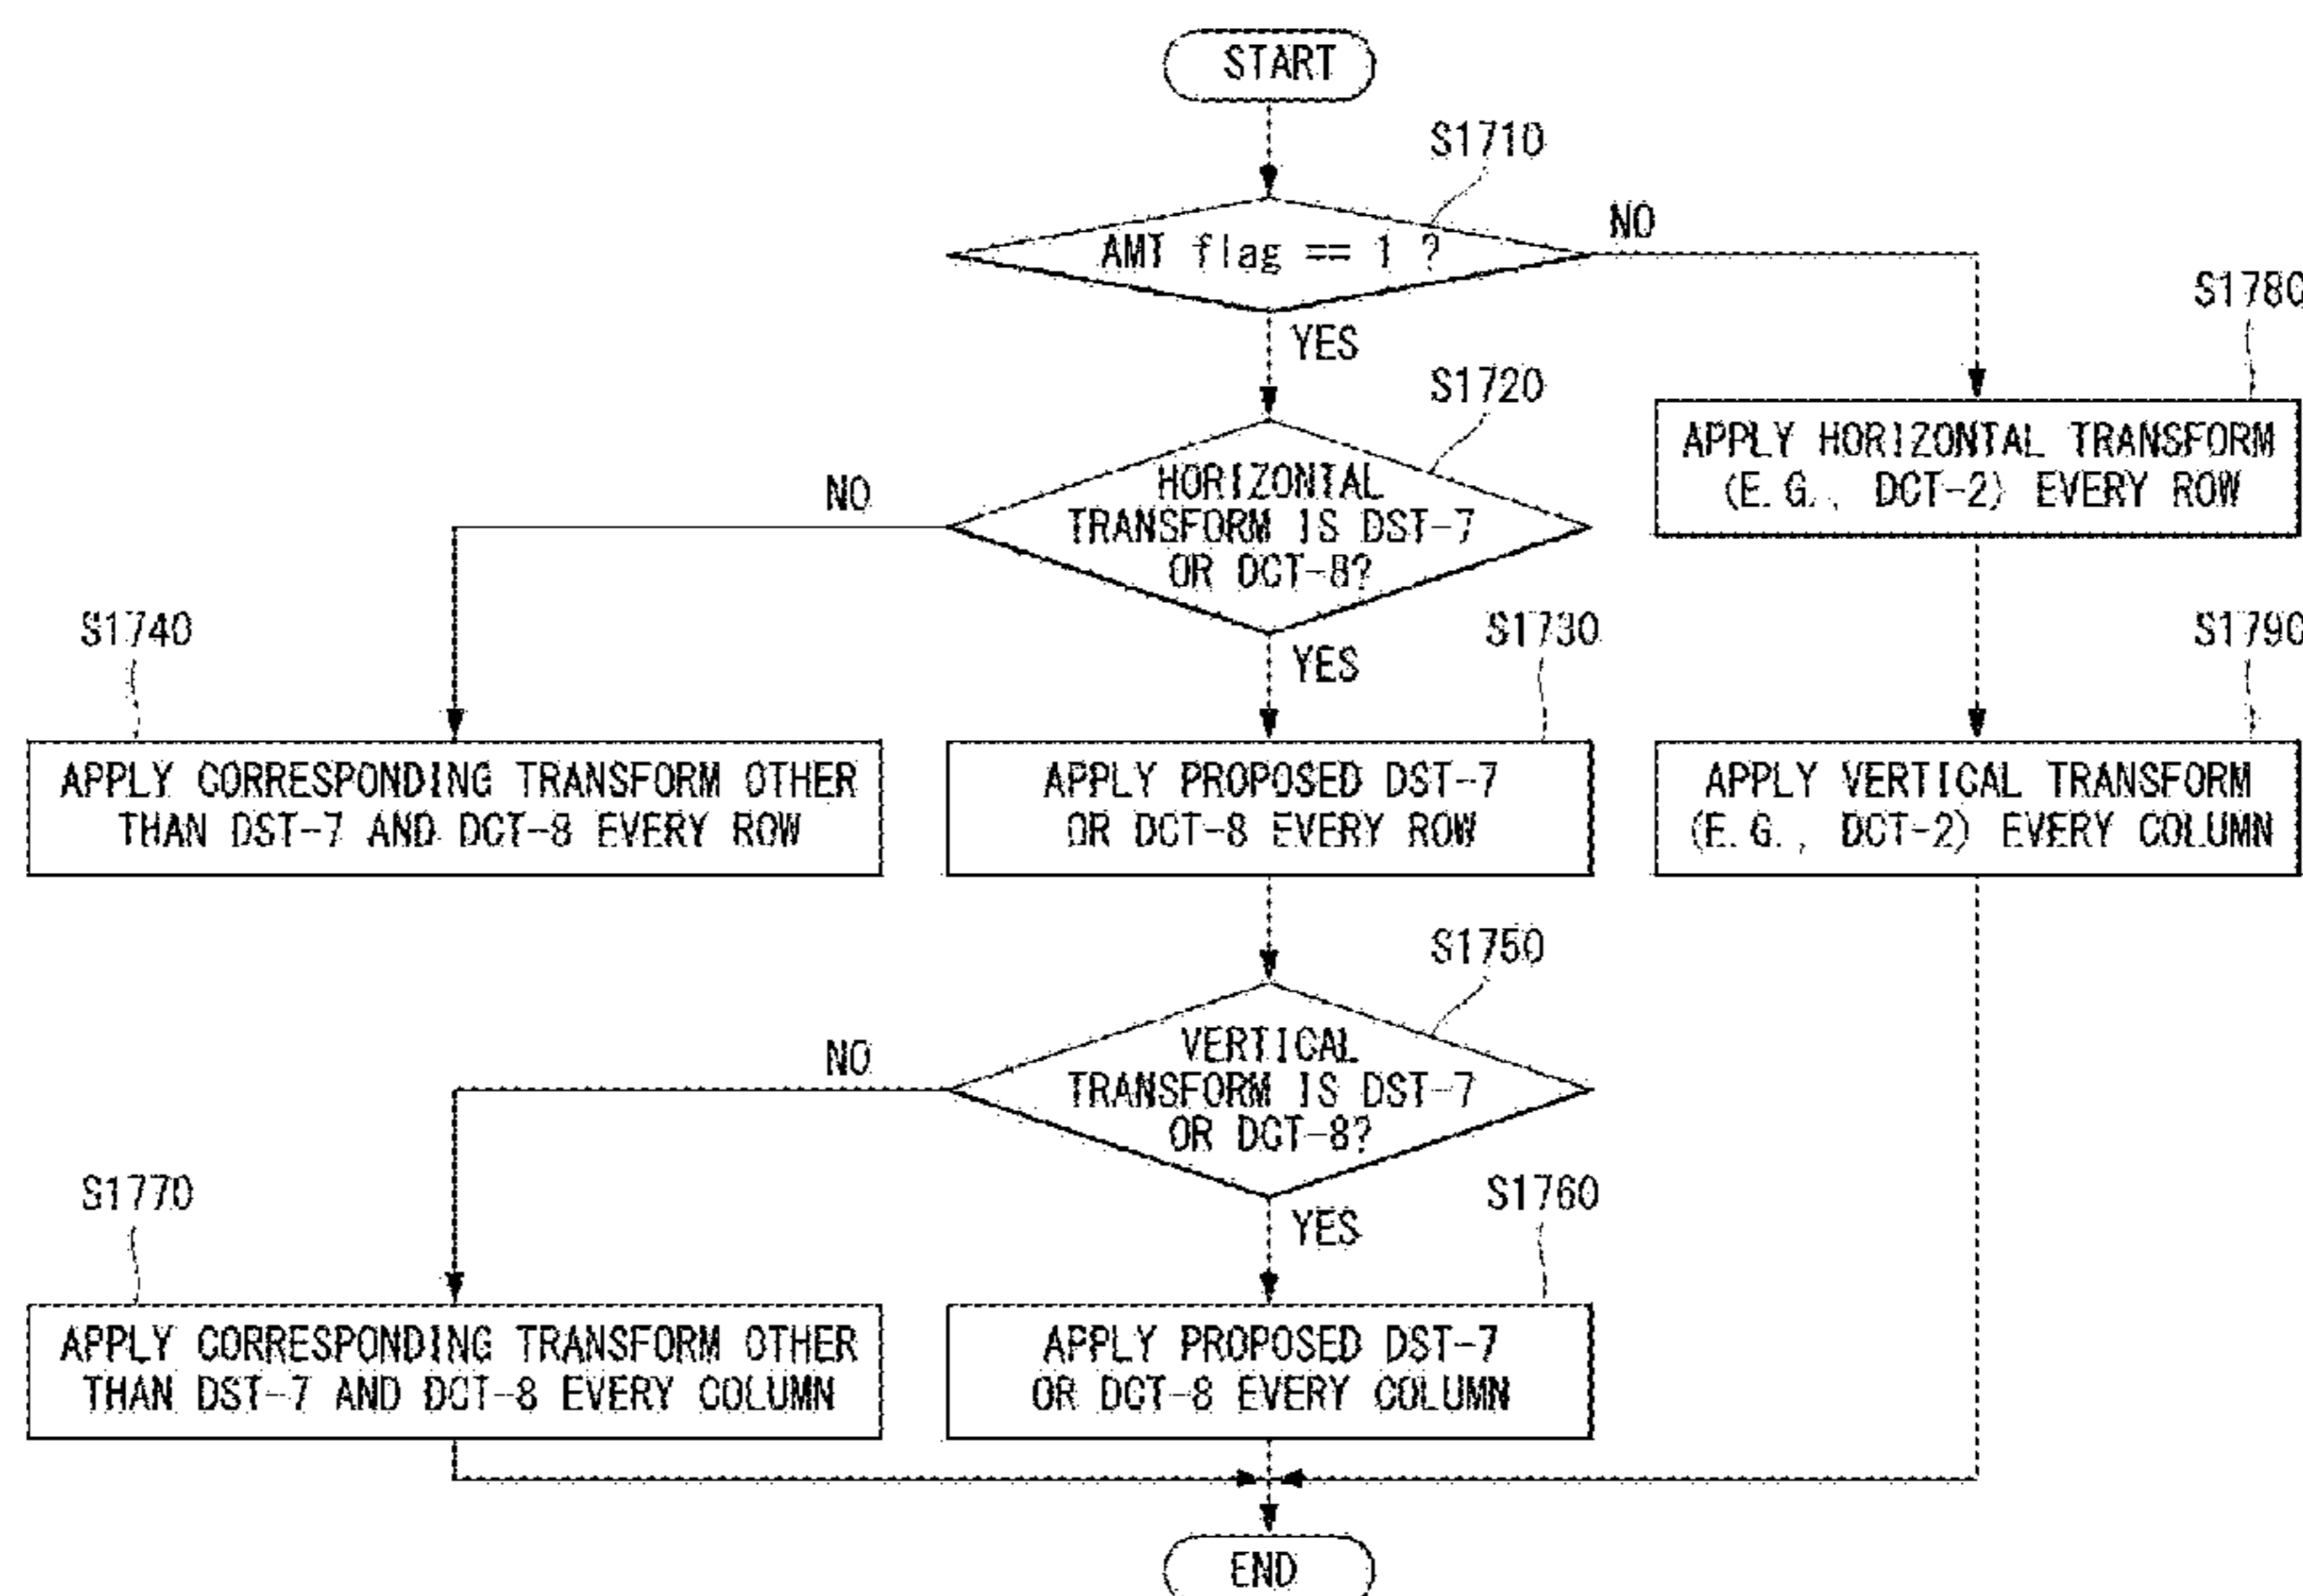 START
S1710
AMT flag == 1 ?
NO
S1780
YES
S1720
APPLY HORIZONTAL TRANSFORM
(E.G., DCT-2) EVERY ROW
HORIZONTAL
TRANSFORM IS DST-7
OR DCT-8?
NO
S1740
YES
S1730
S1790
APPLY CORRESPONDING TRANSFORM OTHER
THAN DST-7 AND DCT-8 EVERY ROW
APPLY PROPOSED DST-7
OR DCT-8 EVERY ROW
APPLY VERTICAL TRANSFORM
(E.G., DCT-2) EVERY COLUMN
S1750
VERTICAL
TRANSFORM IS DST-7
OR DCT-8?
NO
S1770
YES
S1760
APPLY CORRESPONDING TRANSFORM OTHER
THAN DST-7 AND DCT-8 EVERY COLUMN
APPLY PROPOSED DST-7
OR DCT-8 EVERY COLUMN
END